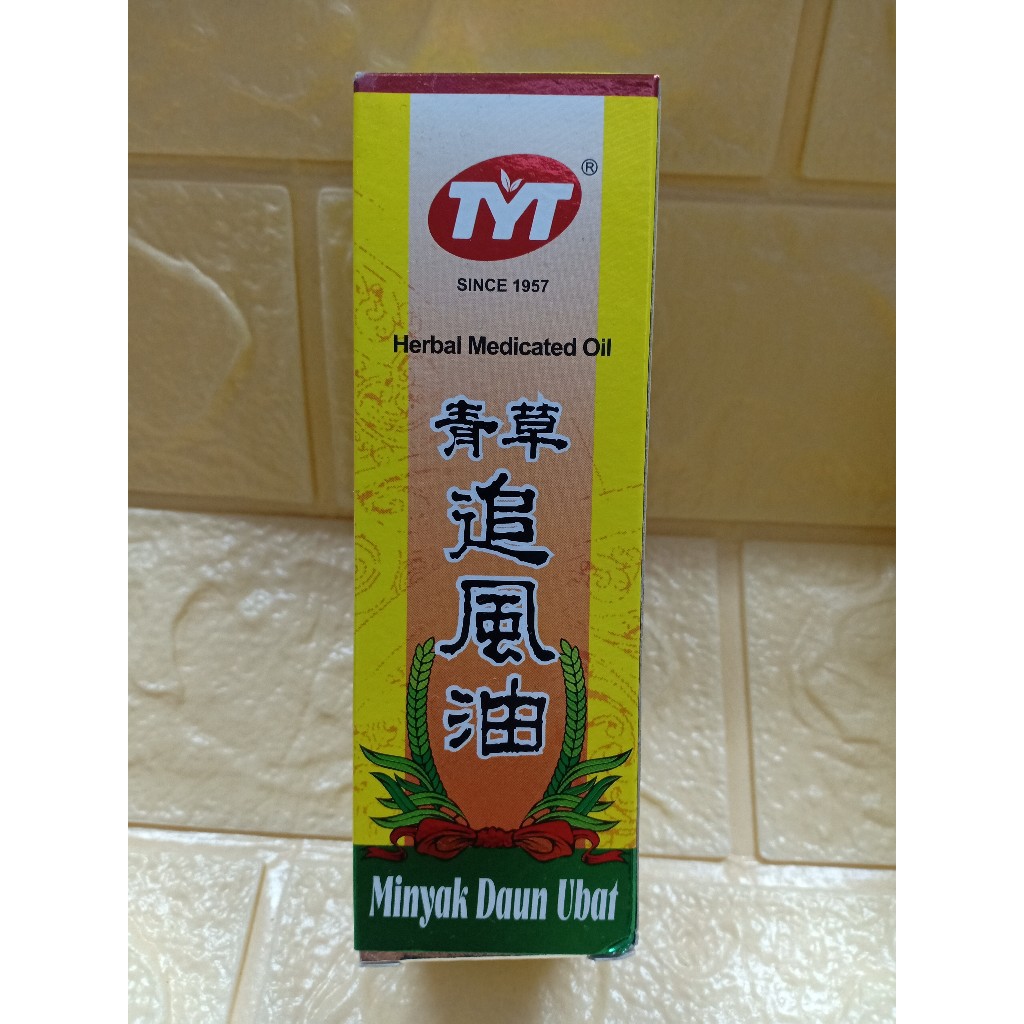 TYT®
SINCE 1957
Herbal Medicated Oil
青草
追
風
油
Minyak Daun Ubat